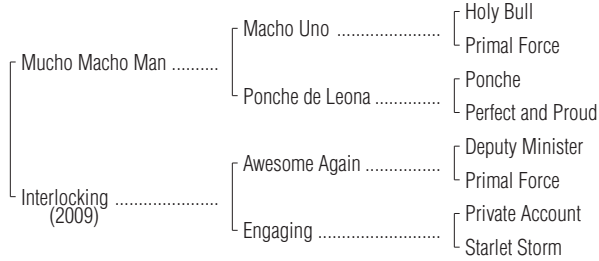 Holy Bull
Macho Uno ........................
Primal Force
Mucho Macho Man ..........
Ponche
Ponche de Leona ...............
Perfect and Proud
Deputy Minister
Awesome Again .................
Primal Force
Interlocking .......................
(2009)
Private Account
Engaging ...........................
Starlet Storm